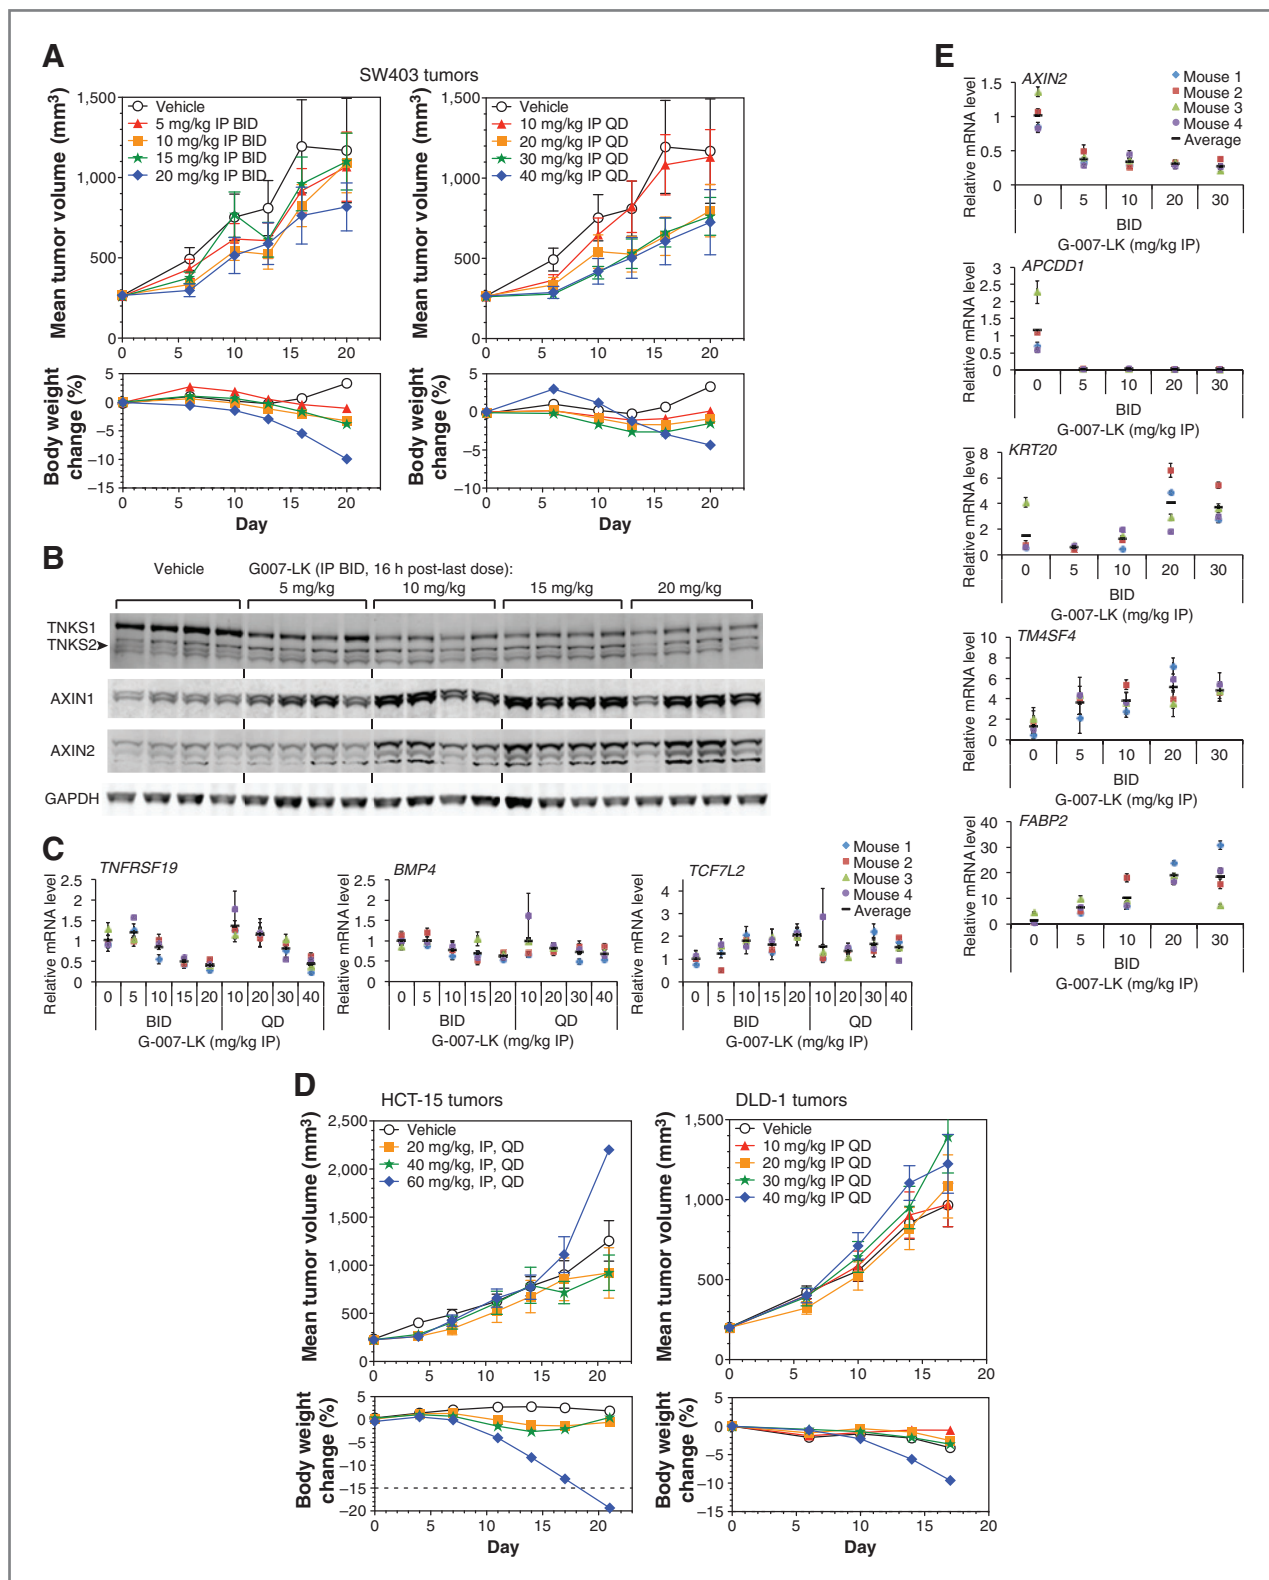 A
SW403 tumors
Mean tumor volume (mm³)
1,500
1,000
500
0
Vehicle
5 mg/kg IP BID
10 mg/kg IP BID
15 mg/kg IP BID
20 mg/kg IP BID
0 5 10 15 20
Mean tumor volume (mm³)
1,500
1,000
500
0
Vehicle
10 mg/kg IP QD
20 mg/kg IP QD
30 mg/kg IP QD
40 mg/kg IP QD
0 5 10 15 20
Body weight change (%)
5
0
−5
−10
−15
0 5 10 15 20
Day
Body weight change (%)
5
0
−5
−10
0 5 10 15 20
Day
B
Vehicle
G007-LK (IP BID, 16 h post-last dose):
5 mg/kg 10 mg/kg 15 mg/kg 20 mg/kg
TNKS1
TNKS2
AXIN1
AXIN2
GAPDH
C
TNFRSF19
Relative mRNA level
2.5
2
1.5
1
0.5
0
0 5 10 15 20 10 20 30 40
BID QD
G-007-LK (mg/kg IP)
BMP4
Relative mRNA level
2.5
2
1.5
1
0.5
0
0 5 10 15 20 10 20 30 40
BID QD
G-007-LK (mg/kg IP)
TCF7L2
Relative mRNA level
4
3
2
1
0
0 5 10 15 20 10 20 30 40
BID QD
G-007-LK (mg/kg IP)
Mouse 1
Mouse 2
Mouse 3
Mouse 4
Average
D
HCT-15 tumors
Mean tumor volume (mm³)
2,500
2,000
1,500
1,000
500
0
Vehicle
20 mg/kg, IP, QD
40 mg/kg, IP, QD
60 mg/kg, IP, QD
0 5 10 15 20
Body weight change (%)
5
0
−5
−10
−15
−20
0 5 10 15 20
Day
DLD-1 tumors
Mean tumor volume (mm³)
1,500
1,000
500
0
Vehicle
10 mg/kg IP QD
20 mg/kg IP QD
30 mg/kg IP QD
40 mg/kg IP QD
0 5 10 15 20
Body weight change (%)
5
0
−5
−10
−15
0 5 10 15 20
Day
E
AXIN2
Relative mRNA level
1.5
1
0.5
0
Mouse 1
Mouse 2
Mouse 3
Mouse 4
Average
0 5 10 20 30
BID
G-007-LK (mg/kg IP)
APCDD1
Relative mRNA level
3
2.5
2
1.5
1
0.5
0
0 5 10 20 30
BID
G-007-LK (mg/kg IP)
KRT20
Relative mRNA level
8
6
4
2
0
0 5 10 20 30
BID
G-007-LK (mg/kg IP)
TM4SF4
Relative mRNA level
10
8
6
4
2
0
0 5 10 20 30
BID
G-007-LK (mg/kg IP)
FABP2
Relative mRNA level
40
30
20
10
0
0 5 10 20 30
BID
G-007-LK (mg/kg IP)